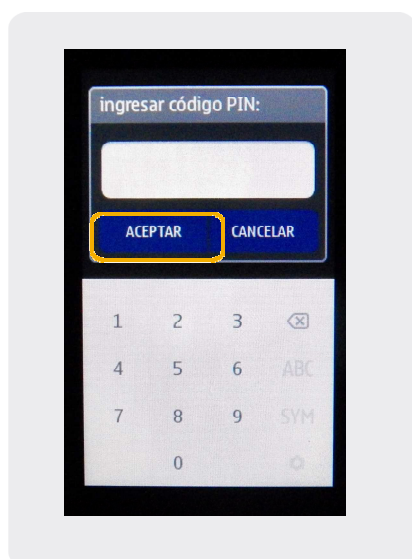 ingresar código PIN:
ACEPTAR CANCELAR
1 2 3
4 5 6 ABC
7 8 9 SYM
0